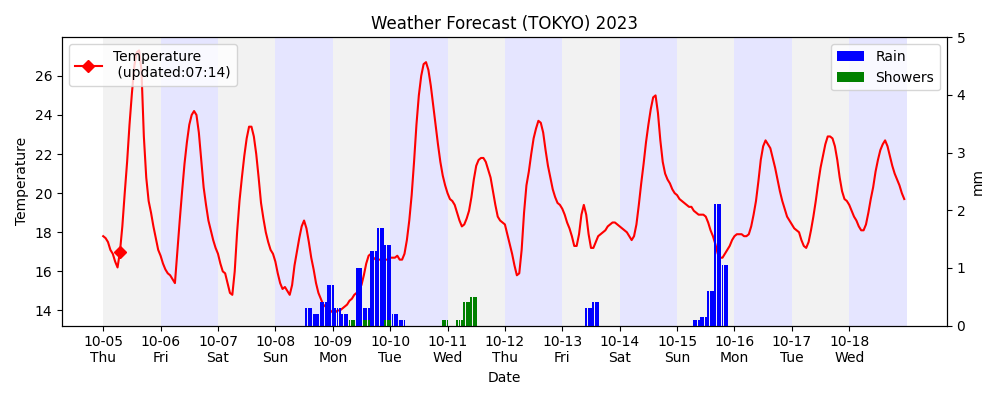 Weather Forecast (TOKYO) 2023
Temperature
(updated:07:14)
Rain
Showers
Temperature
26
24
22
20
18
16
14
5
4
3
2
1
0
mm
10-05 10-06 10-07 10-08 10-09 10-10 10-11 10-12 10-13 10-14 10-15 10-16 10-17 10-18
Thu Fri Sat Sun Mon Tue Wed Thu Fri Sat Sun Mon Tue Wed
Date